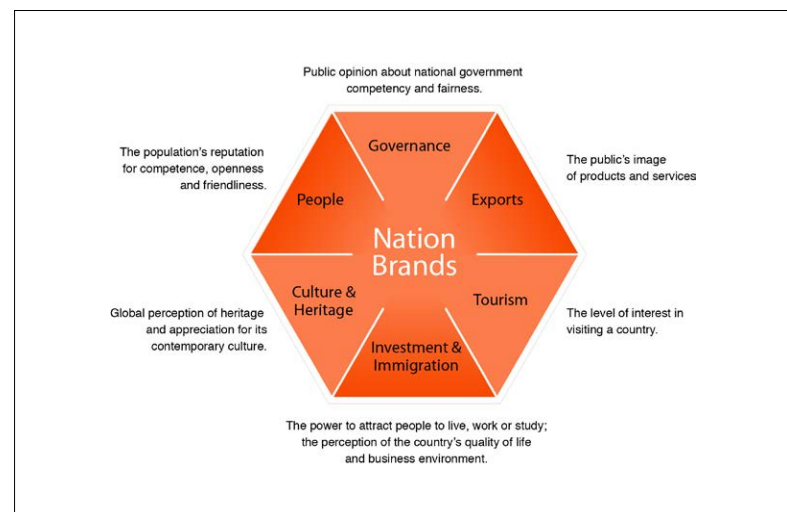 Public opinion about national government
competency and fairness.
Governance
The population's reputation
for competence, openness
and friendliness.
People
The public's image
of products and services
Exports
Nation
Brands
Culture &
Heritage
Global perception of heritage
and appreciation for its
contemporary culture.
Tourism
The level of interest in
visiting a country.
Investment &
Immigration
The power to attract people to live, work or study;
the perception of the country's quality of life
and business environment.